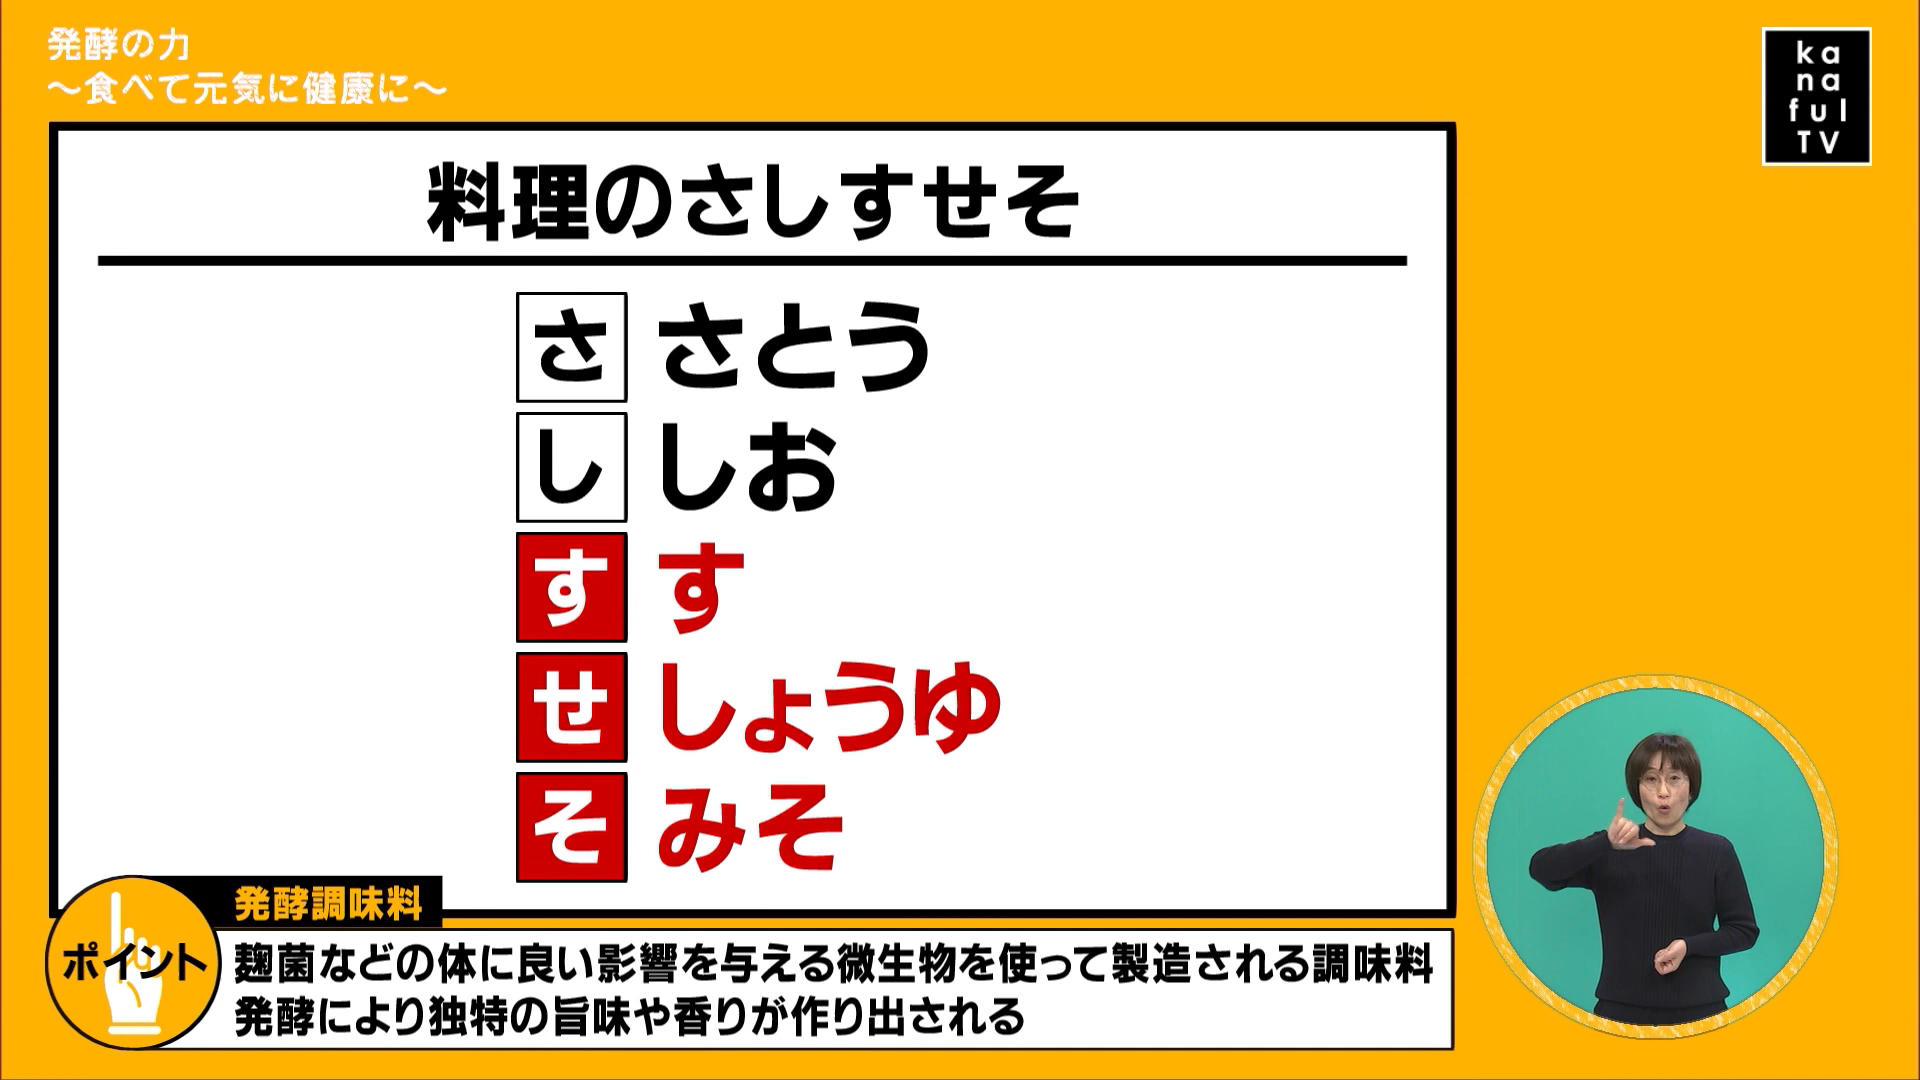 発酵の力
～食べて元気に健康に～
ka
na
ful
TV
料理のさしすせそ
さ さとう
し しお
す す
せ しょうゆ
そ みそ
発酵調味料
ポイント
麹菌などの体に良い影響を与える微生物を使って製造される調味料
発酵により独特の旨味や香りが作り出される